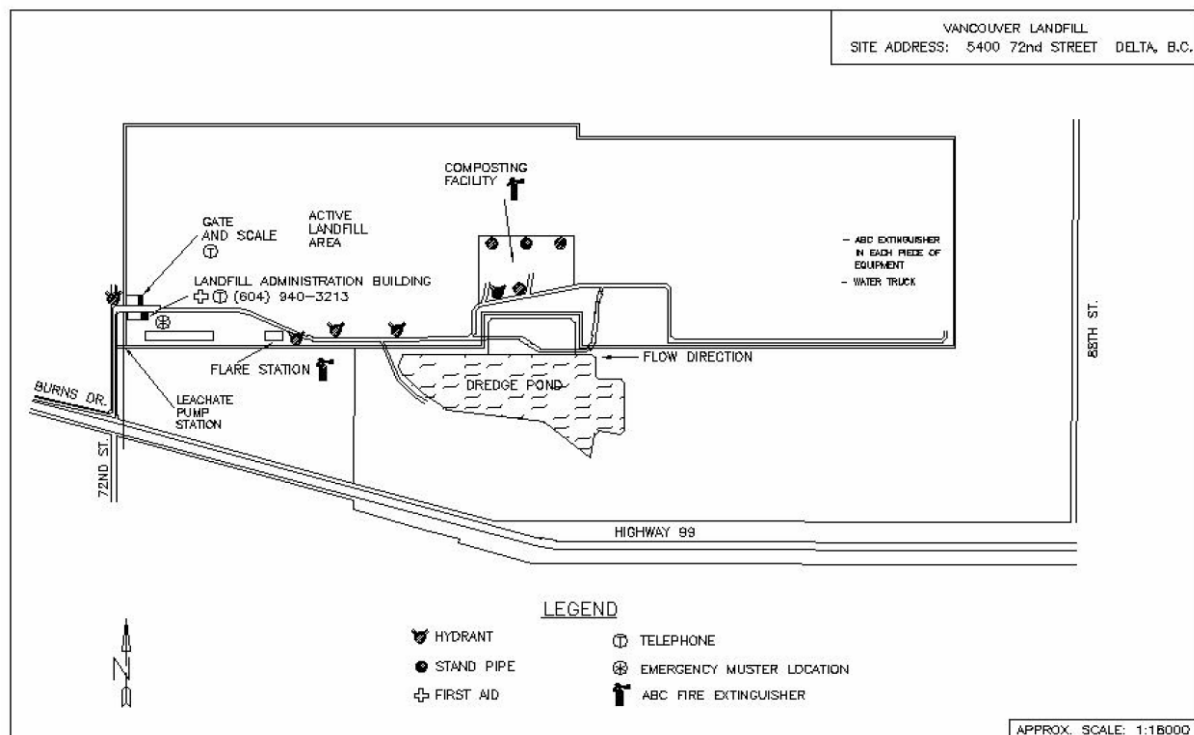 VANCOUVER LANDFILL
SITE ADDRESS: 5400 72nd STREET DELTA, B.C.
COMPOSTING
FACILITY
GATE
AND SCALE
ACTIVE
LANDFILL
AREA
LANDFILL ADMINISTRATION BUILDING
(604) 940-3213
- ABC EXTINGUISHER
IN EACH PIECE OF
EQUIPMENT
- WATER TRUCK
88TH ST.
FLARE STATION
FLOW DIRECTION
DREDGE POND
BURNS DR.
LEACHATE
PUMP
STATION
72ND ST.
HIGHWAY 99
LEGEND
HYDRANT
TELEPHONE
STAND PIPE
EMERGENCY MUSTER LOCATION
FIRST AID
ABC FIRE EXTINGUISHER
N
APPROX. SCALE: 1:16000